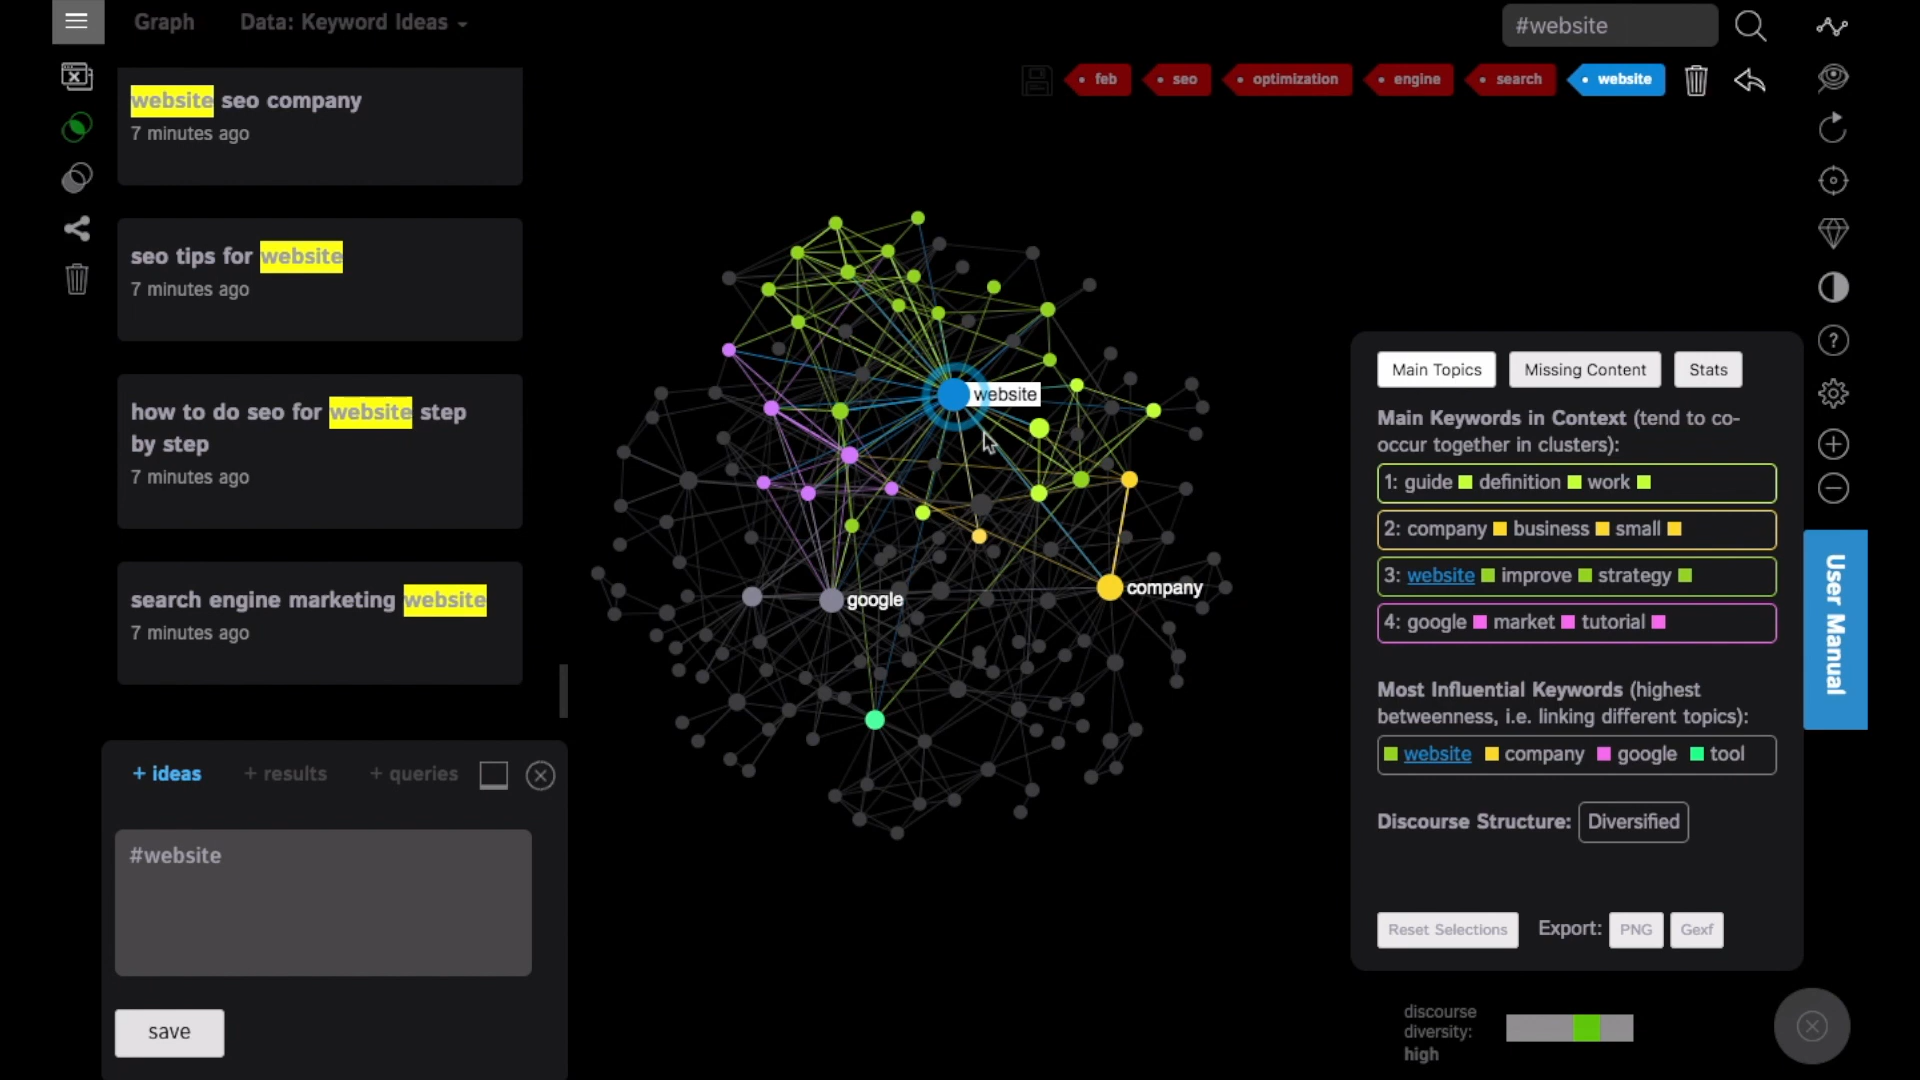 Graph
Data: Keyword Ideas
#website
feb
seo
optimization
engine
search
website
website seo company
7 minutes ago
seo tips for website
7 minutes ago
how to do seo for website step
by step
7 minutes ago
search engine marketing website
7 minutes ago
website
google
company
+ ideas
+ results
+ queries
#website
save
Main Topics
Missing Content
Stats
Main Keywords in Context (tend to co-
occur together in clusters):
1: guide definition work
2: company business small
3: website improve strategy
4: google market tutorial
Most Influential Keywords (highest
betweenness, i.e. linking different topics):
website company google tool
Discourse Structure: Diversified
Reset Selections
Export: PNG Gexf
User Manual
discourse
diversity:
high